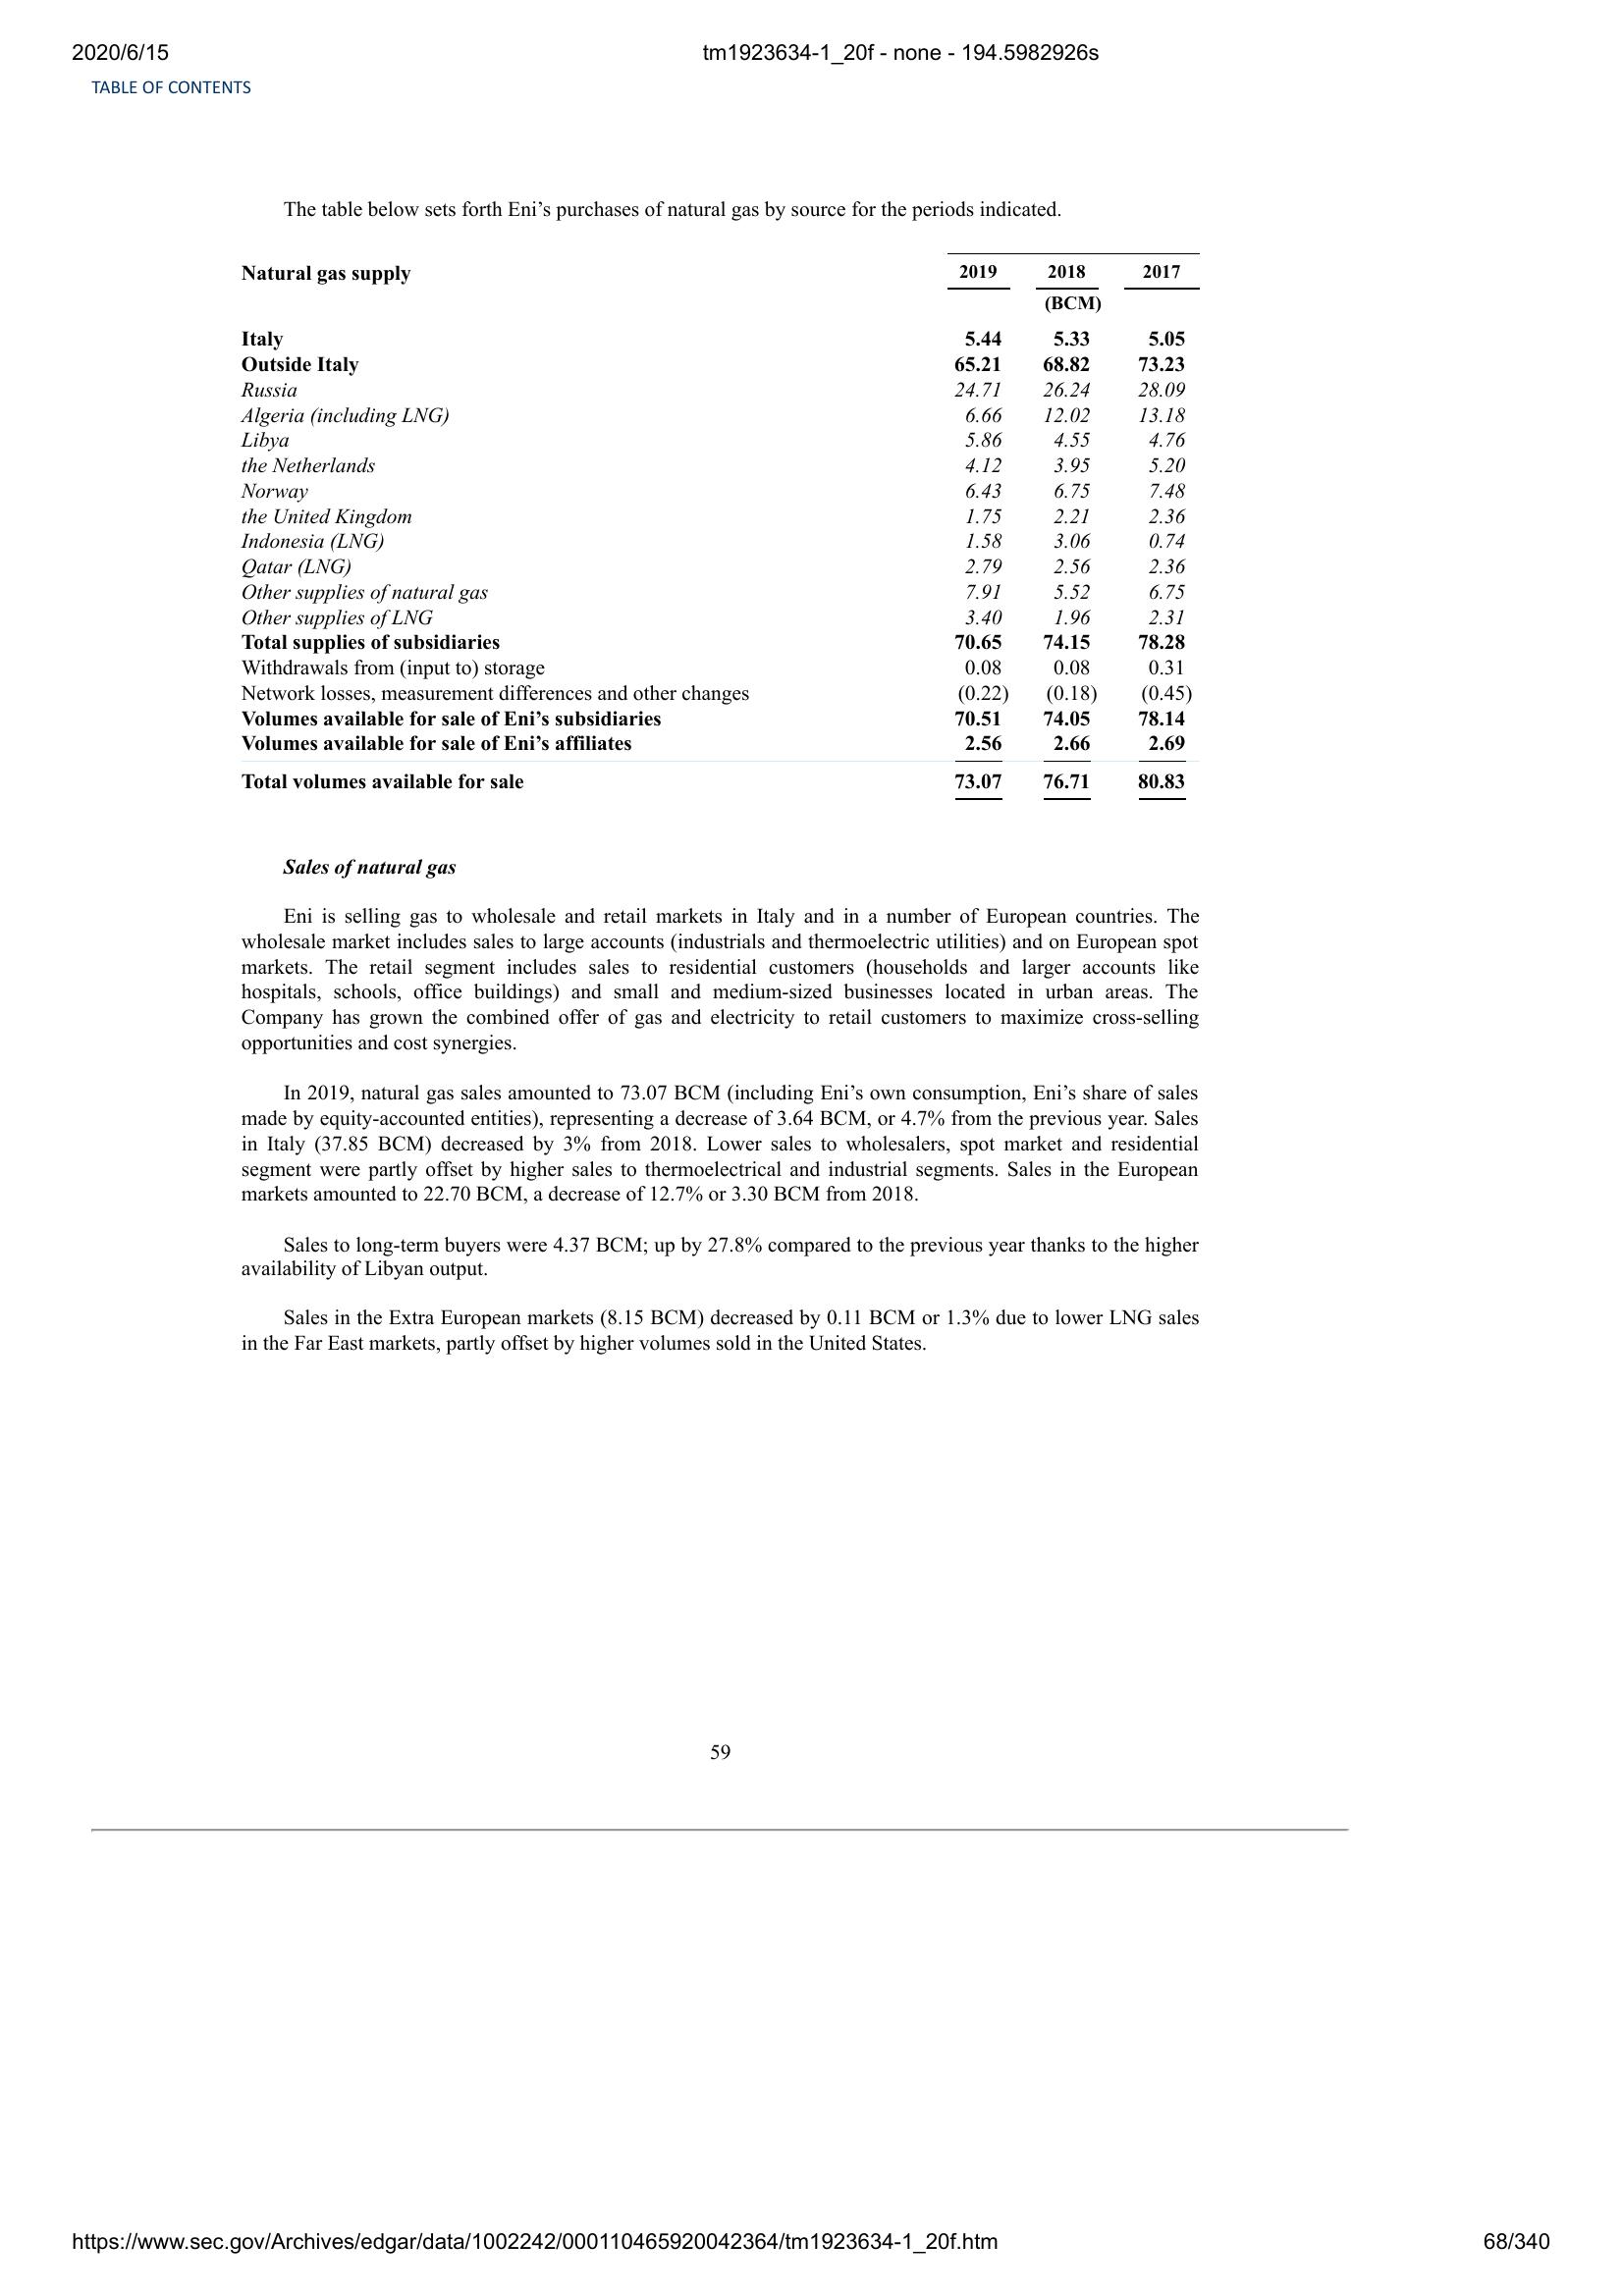 2020/6/15 tm1923634-1_20f - none - 194.5982926s
TABLE OF CONTENTS
The table below sets forth Eni’s purchases of natural gas by source for the periods indicated.
Natural gas supply 2019 2018 2017
(BCM)
Italy 5.44 5.33 5.05
Outside Italy 65.21 68.82 73.23
Russia 24.71 26.24 28.09
Algeria (including LNG) 6.66 12.02 13.18
Libya 5.86 4.55 4.76
the Netherlands 4.12 3.95 5.20
Norway 6.43 6.75 7.48
the United Kingdom 1.75 2.21 2.36
Indonesia (LNG) 1.58 3.06 0.74
Qatar (LNG) 2.79 2.56 2.36
Other supplies of natural gas 7.91 5.52 6.75
Other supplies of LNG 3.40 1.96 2.31
Total supplies of subsidiaries 70.65 74.15 78.28
Withdrawals from (input to) storage 0.08 0.08 0.31
Network losses, measurement differences and other changes (0.22) (0.18) (0.45)
Volumes available for sale of Eni’s subsidiaries 70.51 74.05 78.14
Volumes available for sale of Eni’s affiliates 2.56 2.66 2.69
Total volumes available for sale 73.07 76.71 80.83
Sales of natural gas
Eni is selling gas to wholesale and retail markets in Italy and in a number of European countries. The
wholesale market includes sales to large accounts (industrials and thermoelectric utilities) and on European spot
markets. The retail segment includes sales to residential customers (households and larger accounts like
hospitals, schools, office buildings) and small and medium-sized businesses located in urban areas. The
Company has grown the combined offer of gas and electricity to retail customers to maximize cross-selling
opportunities and cost synergies.
In 2019, natural gas sales amounted to 73.07 BCM (including Eni’s own consumption, Eni’s share of sales
made by equity-accounted entities), representing a decrease of 3.64 BCM, or 4.7% from the previous year. Sales
in Italy (37.85 BCM) decreased by 3% from 2018. Lower sales to wholesalers, spot market and residential
segment were partly offset by higher sales to thermoelectrical and industrial segments. Sales in the European
markets amounted to 22.70 BCM, a decrease of 12.7% or 3.30 BCM from 2018.
Sales to long-term buyers were 4.37 BCM; up by 27.8% compared to the previous year thanks to the higher
availability of Libyan output.
Sales in the Extra European markets (8.15 BCM) decreased by 0.11 BCM or 1.3% due to lower LNG sales
in the Far East markets, partly offset by higher volumes sold in the United States.
59
https://www.sec.gov/Archives/edgar/data/1002242/000110465920042364/tm1923634-1_20f.htm 68/340